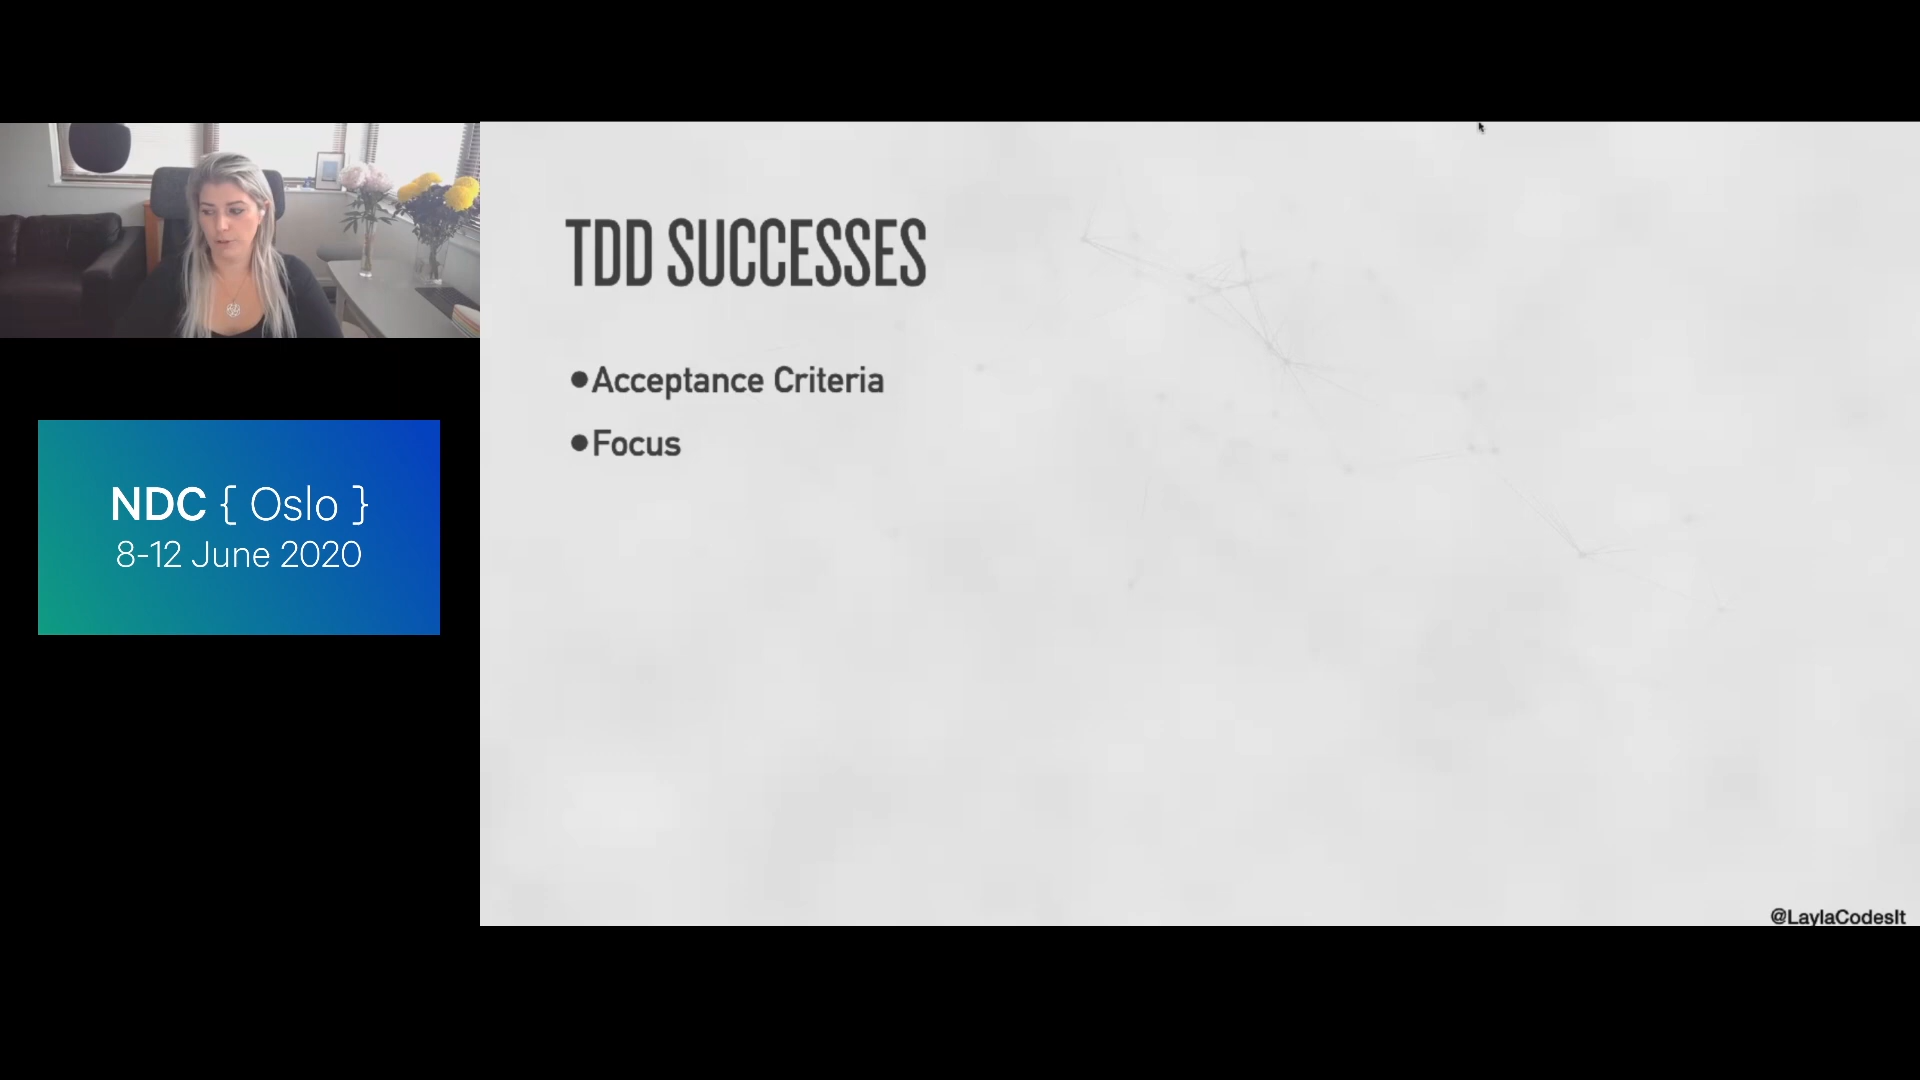 TDD SUCCESSES
•Acceptance Criteria
•Focus
NDC { Oslo }
8-12 June 2020
@LaylaCodesIt